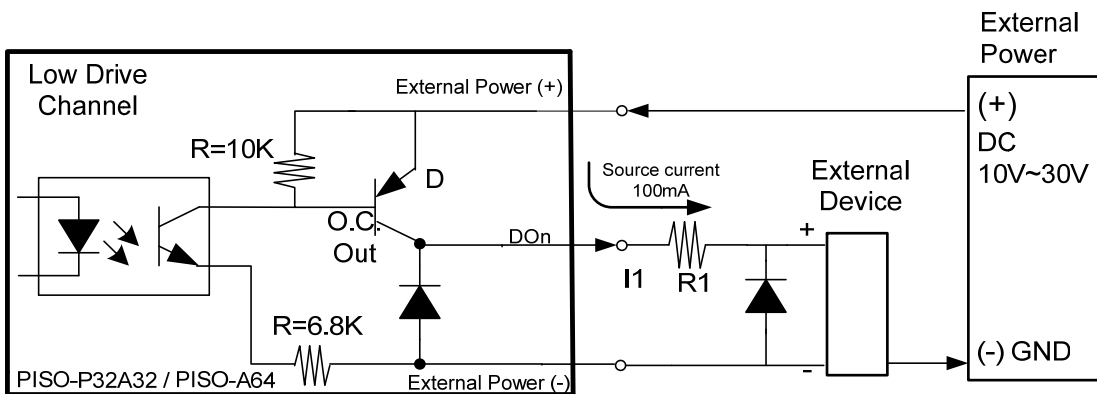 External
Power
Low Drive
Channel
External Power (+)
(+)
DC
10V~30V
R=10K
D
Source current
100mA
External
Device
O.C.
Out
DOn
+
I1
R1
R=6.8K
PISO-P32A32 / PISO-A64
External Power (-)
-
(-) GND